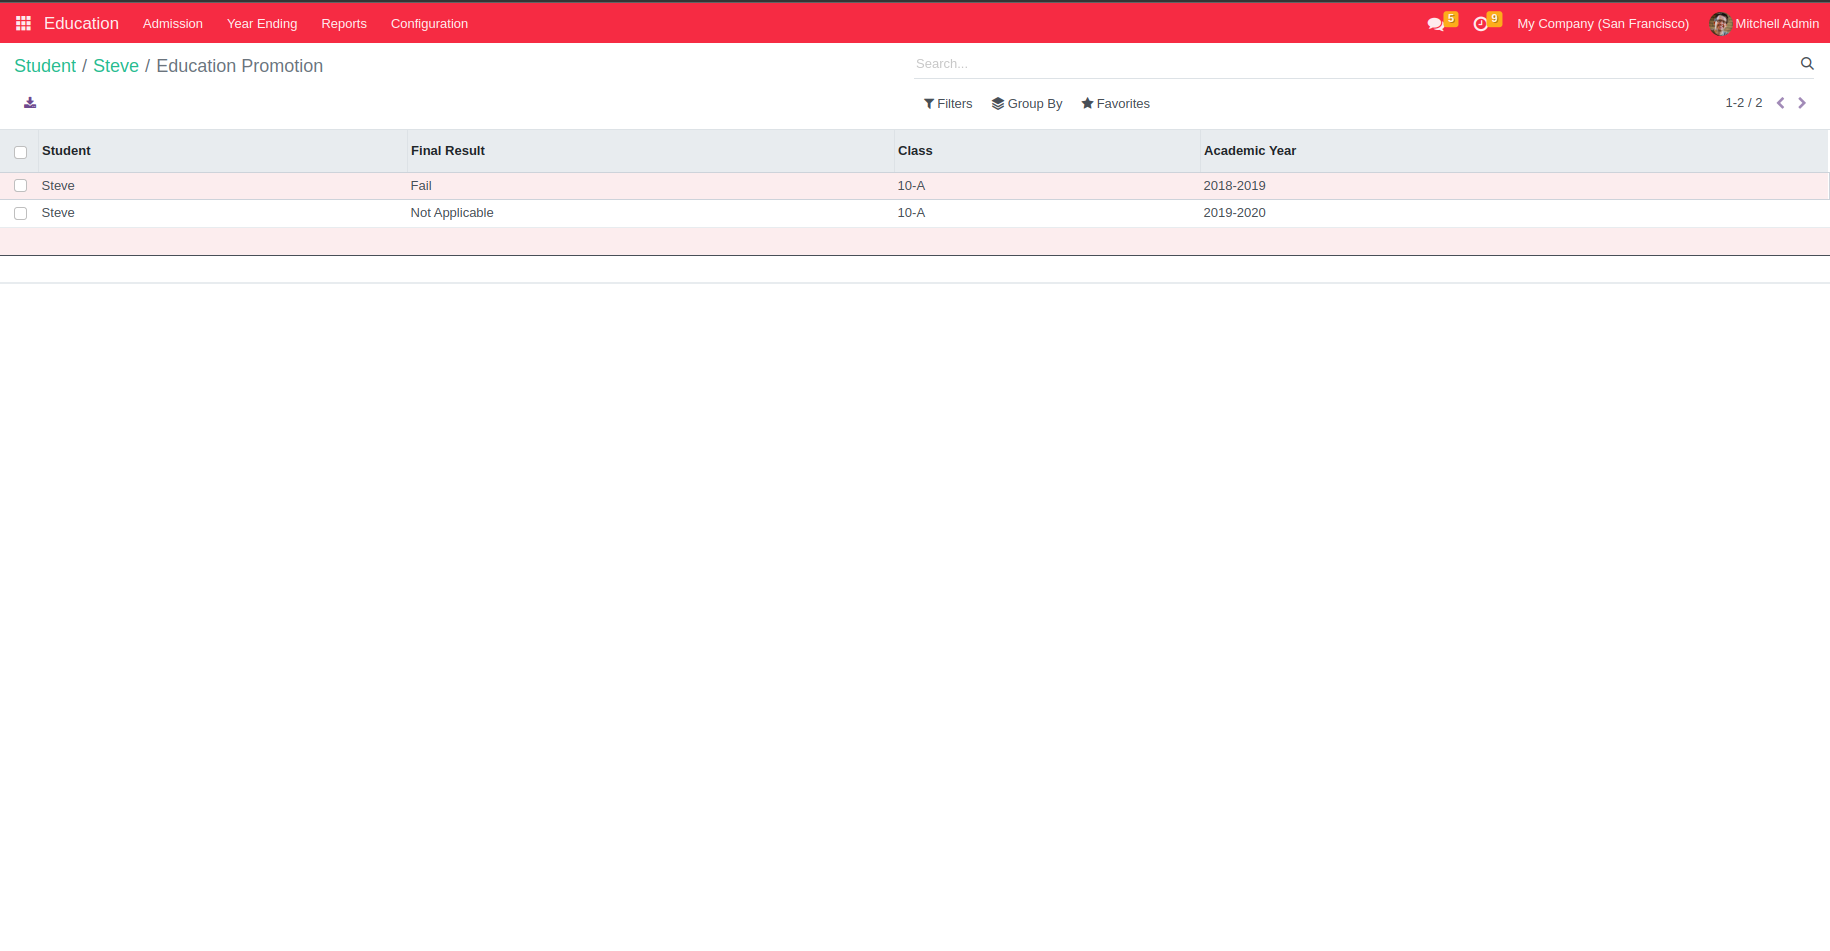 Education Admission Year Ending Reports Configuration 5 9 My Company (San Francisco) Mitchell Admin
Student / Steve / Education Promotion Search...
Filters Group By Favorites 1-2 / 2
Student Final Result Class Academic Year
Steve Fail 10-A 2018-2019
Steve Not Applicable 10-A 2019-2020